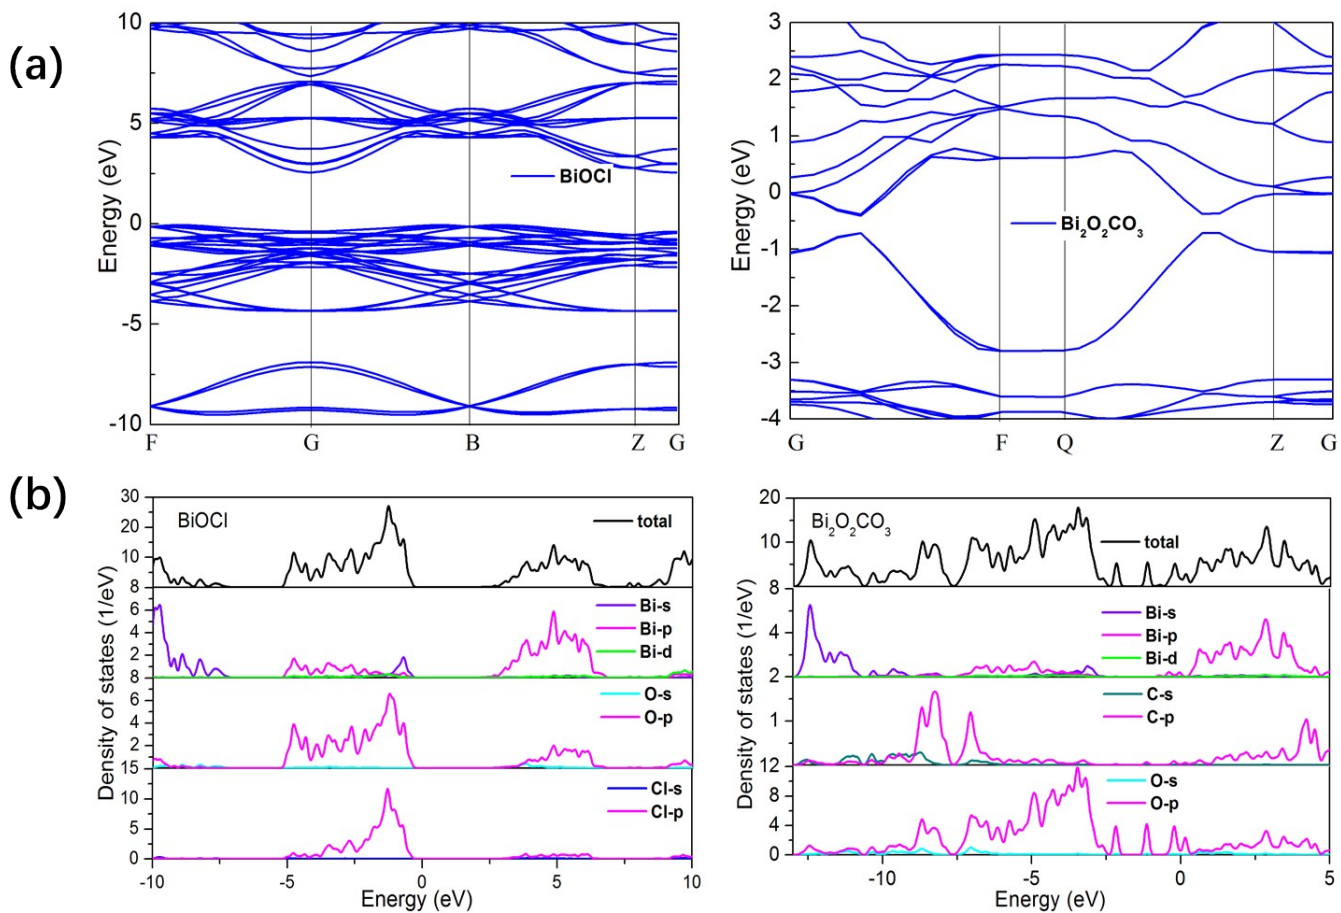 (a)
Energy (eV)
10
5
0
-5
-10
BiOCl
F G B Z G
Energy (eV)
3
2
1
0
-1
-2
-3
-4
Bi2O2CO3
G F Q Z G
(b)
Density of states (1/eV)
BiOCl
30
20
10
8
total
6
4
2
8
Bi-s
Bi-p
Bi-d
6
4
2
15
O-s
O-p
10
5
0
Cl-s
Cl-p
-10 -5 0 5 10
Energy (eV)
Density of states (1/eV)
Bi2O2CO3
20
10
8
total
4
2
Bi-s
Bi-p
Bi-d
1
12
C-s
C-p
8
4
0
O-s
O-p
-10 -5 0 5
Energy (eV)